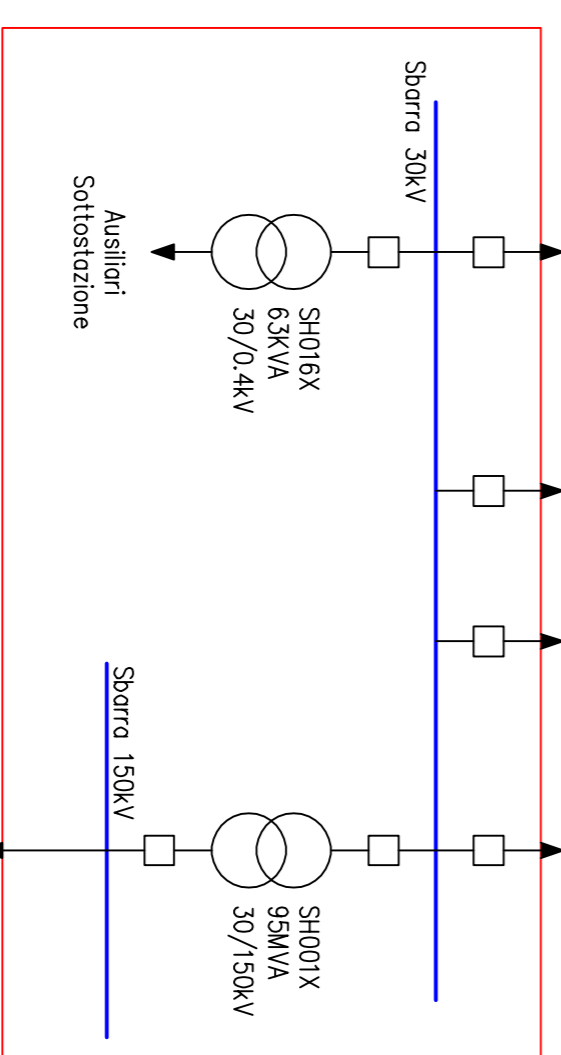 Sbarra 30kV
SH016X
63KVA
30/0.4kV
Ausiliari
Sottostazione
SH001X
95MVA
30/150kV
Sbarra 150kV